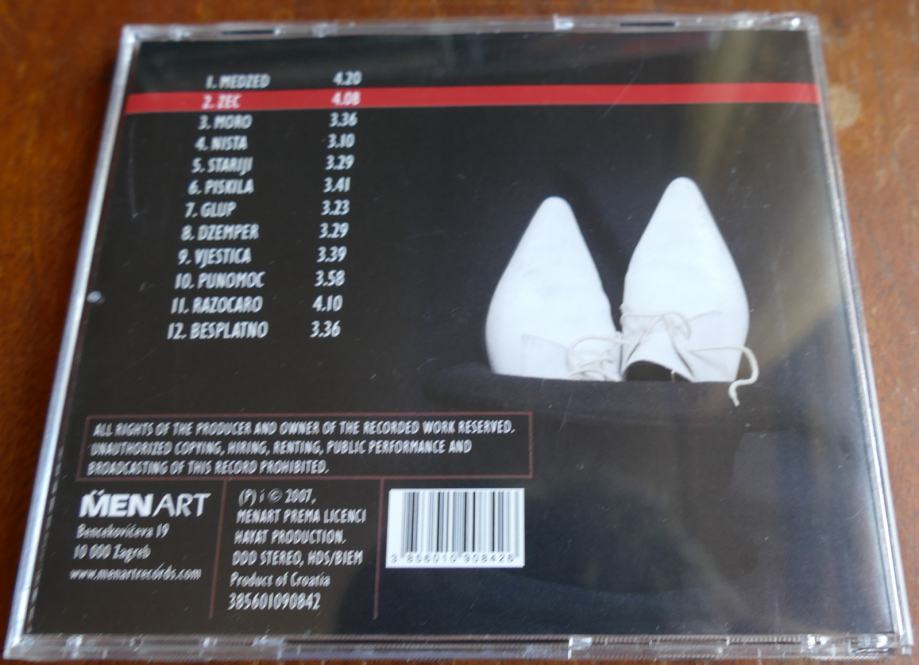 1. MEDZED 4.20
2. ZEC 4.08
3. MORO 3.36
4. NISTA 3.10
5. STARIJI 3.29
6. PISKILA 3.41
7. GLUP 3.23
8. DZEMPER 3.29
9. VJESTICA 3.39
10. PUNOMOC 3.58
11. RAZOCARO 4.10
12. BESPLATNO 3.36
ALL RIGHTS OF THE PRODUCER AND OWNER OF THE RECORDED WORK RESERVED.
UNAUTHORIZED COPYING, HIRING, RENTING, PUBLIC PERFORMANCE AND
BROADCASTING OF THIS RECORD PROHIBITED.
MENART
Bencekovićeva 19
10 000 Zagreb
www.menartrecords.com
(P) i © 2007,
MENART PREMA LICENCI
HAYAT PRODUCTION.
DDD STEREO, HDS/BIEM
Product of Croatia
385601090842
3 856010 908426